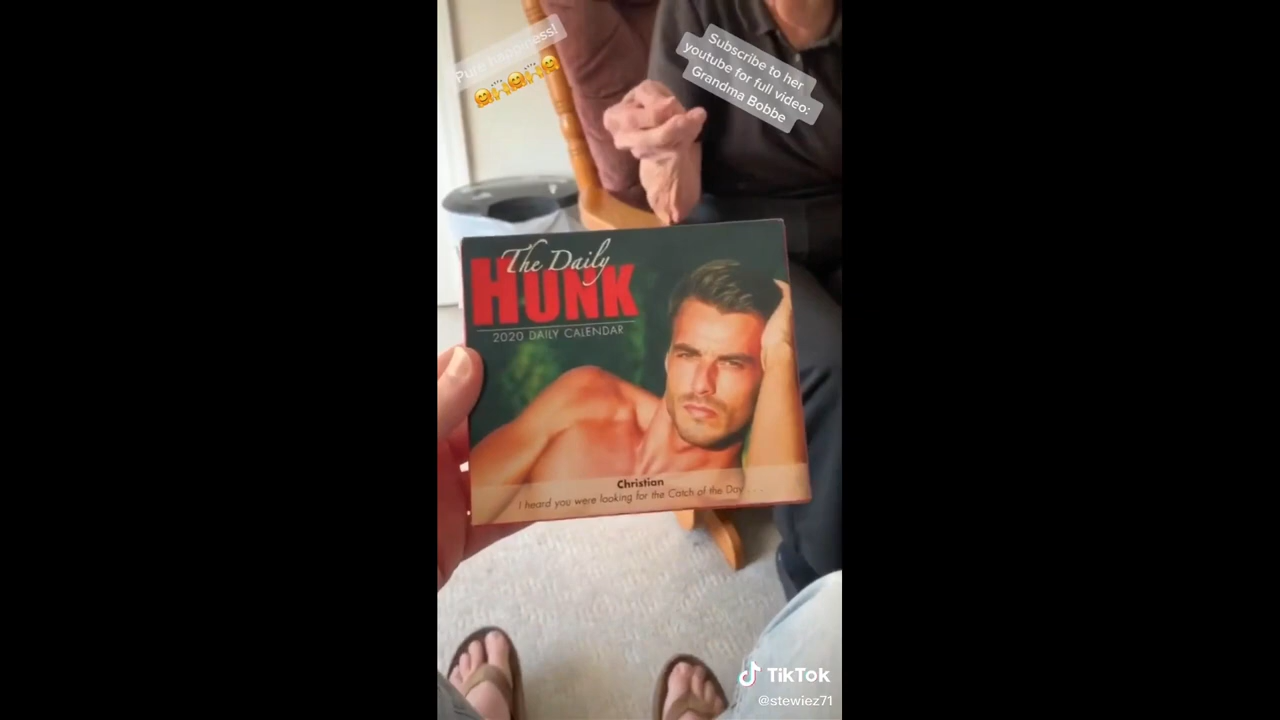 Pure happiness!
🤗🙌🤗🙌🤗
Subscribe to her
youtube for full video:
Grandma Bobbe
The Daily
HUNK
2020 DAILY CALENDAR
Christian
I heard you were looking for the Catch of the Day . . .
TikTok
@stewiez71